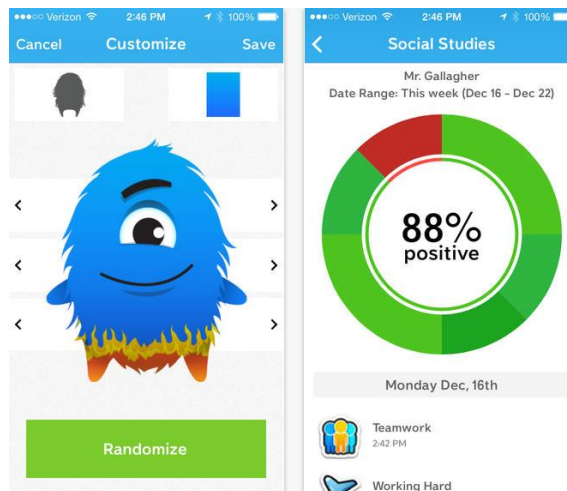 Verizon 2:46 PM 100%
Cancel Customize Save
Randomize
Verizon 2:46 PM 100%
Social Studies
Mr. Gallagher
Date Range: This week (Dec 16 - Dec 22)
88%
positive
Monday Dec, 16th
Teamwork
2:42 PM
Working Hard